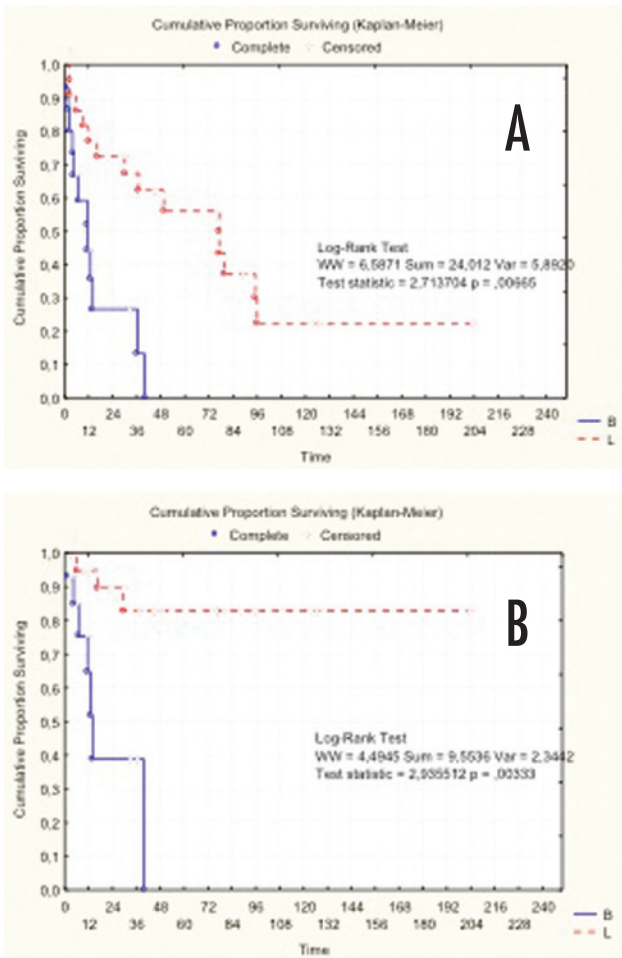 Cumulative Proportion Surviving (Kaplan-Meier)
Complete Censored
A
Cumulative Proportion Surviving
1,0
0,9
0,8
0,7
0,6
0,5
0,4
0,3
0,2
0,1
0,0
Log-Rank Test
WW = 6,5871 Sum = 24,012 Var = 5,8920
Test statistic = 2,713704 p = ,00665
0 24 48 72 96 120 144 168 192 216 240
12 36 60 84 108 132 156 180 204 228
Time
B
L
Cumulative Proportion Surviving (Kaplan-Meier)
Complete Censored
B
Cumulative Proportion Surviving
1,0
0,9
0,8
0,7
0,6
0,5
0,4
0,3
0,2
0,1
0,0
Log-Rank Test
WW = 4,4945 Sum = 9,5536 Var = 2,3442
Test statistic = 2,935512 p = ,00333
0 24 48 72 96 120 144 168 192 216 240
12 36 60 84 108 132 156 180 204 228
Time
B
L